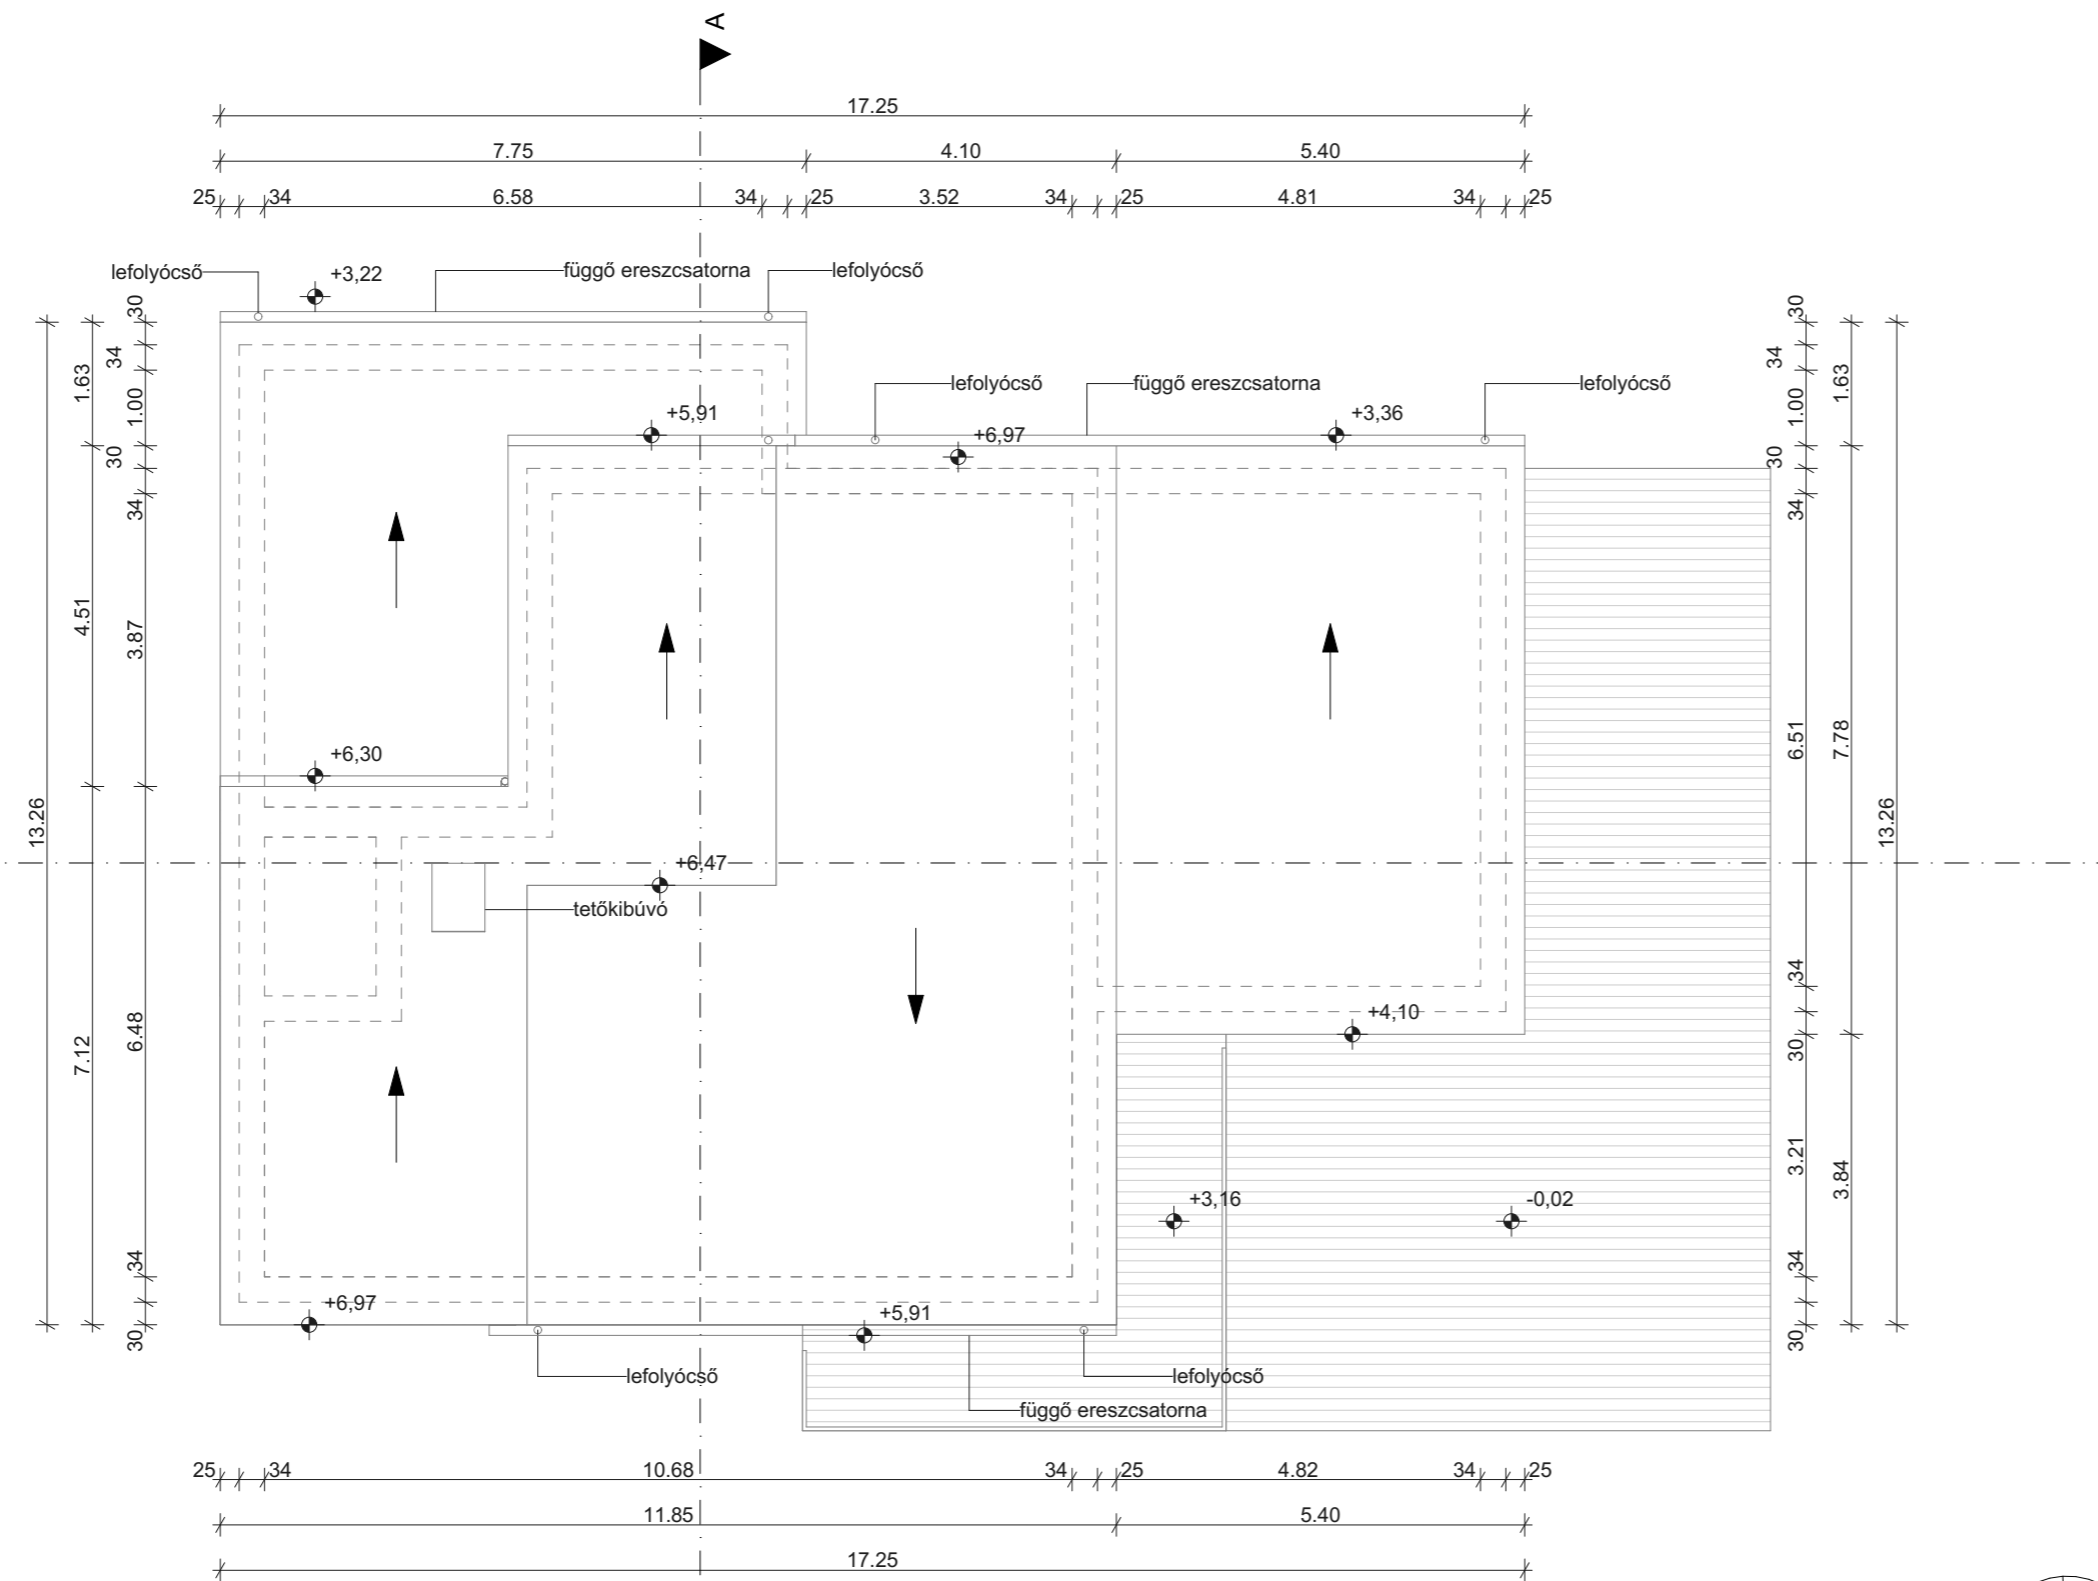 A
17.25
7.75 4.10 5.40
25 34 6.58 34 25 3.52 34 25 4.81 34 25
lefolyócső +3,22 függő ereszcsatorna lefolyócső
30 30
34 34
1.63 1.00 1.00 1.63
lefolyócső függő ereszcsatorna lefolyócső
+5,91 +6,97 +3,36
30 30
34 34
4.51 3.87
6.51 7.78
+6,30
13.26 13.26
+6,47
tetőkibúvó
34
+4,10
7.12 6.48
30
3.21 3.84
+3,16 -0,02
34 34
+6,97 +5,91
30 30
lefolyócső lefolyócső
függő ereszcsatorna
25 34 10.68 34 25 4.82 34 25
11.85 5.40
17.25